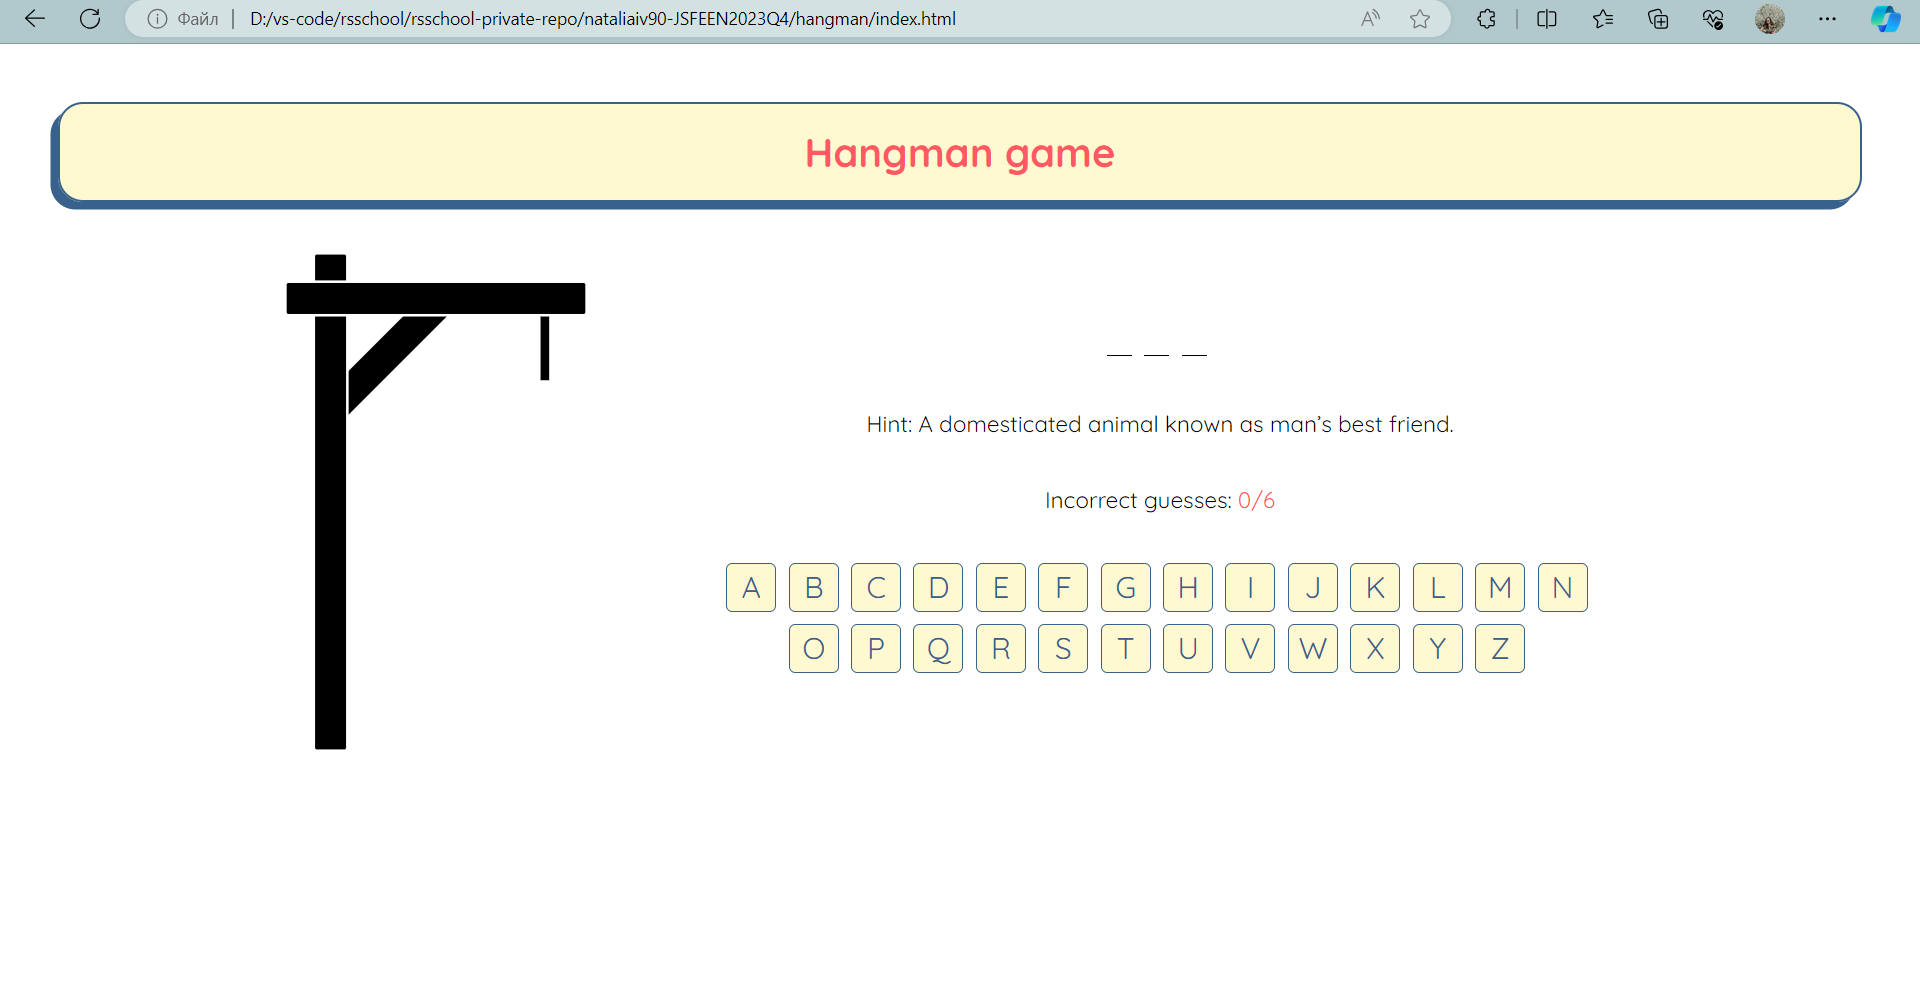 Файл D:/vs-code/rsschool/rsschool-private-repo/nataliaiv90-JSFEEN2023Q4/hangman/index.html
Hangman game
Hint: A domesticated animal known as man’s best friend.
Incorrect guesses: 0/6
A B C D E F G H I J K L M N
O P Q R S T U V W X Y Z